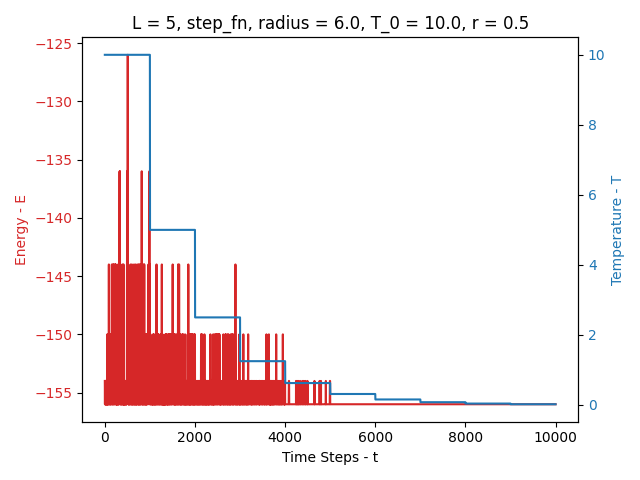 L = 5, step_fn, radius = 6.0, T_0 = 10.0, r = 0.5
−125
−130
−135
−140
−145
−150
−155
Energy - E
10
8
6
4
2
0
Temperature - T
0 2000 4000 6000 8000 10000
Time Steps - t